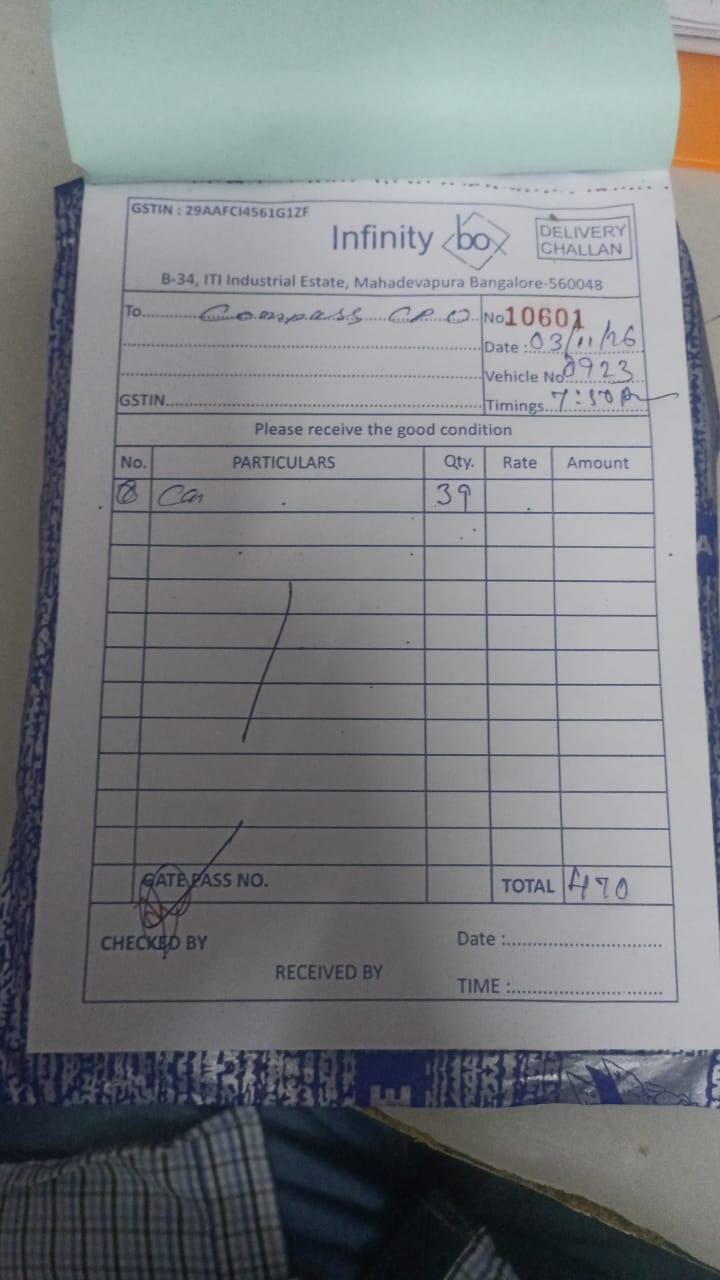 GSTIN : 29AAFCI4561G1ZF
Infinity box
DELIVERY CHALLAN
B-34, ITI Industrial Estate, Mahadevapura Bangalore-560048
To Compass CPO
No 10601
Date : 03/11/26
Vehicle No 0923
GSTIN
Timings 7:50
Please receive the good condition
No. PARTICULARS Qty. Rate Amount
39
GATE PASS NO. TOTAL 470
CHECKED BY
Date :
RECEIVED BY
TIME :